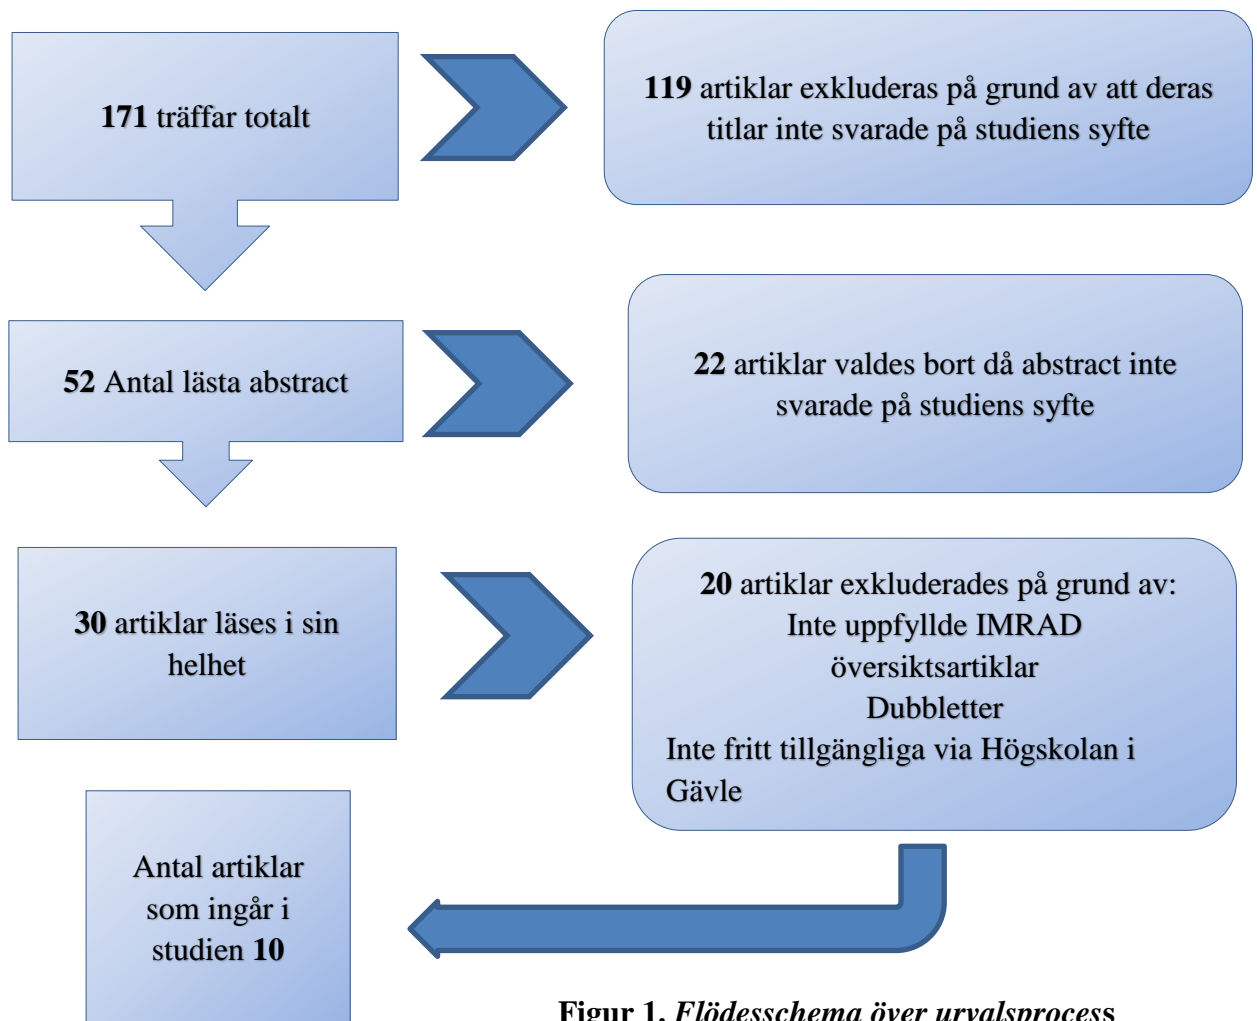 171 träffar totalt
119 artiklar exkluderas på grund av att deras
titlar inte svarade på studiens syfte
52 Antal lästa abstract
22 artiklar valdes bort då abstract inte
svarade på studiens syfte
30 artiklar läses i sin
helhet
20 artiklar exkluderades på grund av:
Inte uppfyllde IMRAD
översiktsartiklar
Dubbletter
Inte fritt tillgängliga via Högskolan i
Gävle
Antal artiklar
som ingår i
studien 10
Figur 1. Flödesschema över urvalsprocess